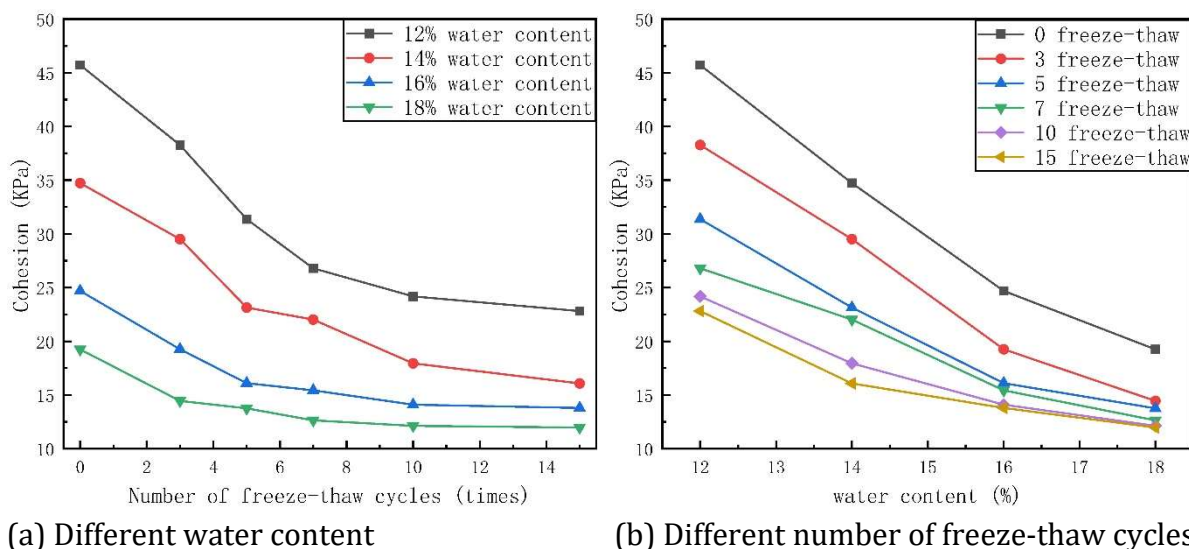 50
45
40
35
30
25
20
15
10
Cohesion (KPa)
0 2 4 6 8 10 12 14
Number of freeze-thaw cycles (times)
12% water content
14% water content
16% water content
18% water content
(a) Different water content
50
45
40
35
30
25
20
15
10
Cohesion (KPa)
12 13 14 15 16 17 18
water content (%)
0 freeze-thaw
3 freeze-thaw
5 freeze-thaw
7 freeze-thaw
10 freeze-thaw
15 freeze-thaw
(b) Different number of freeze-thaw cycles